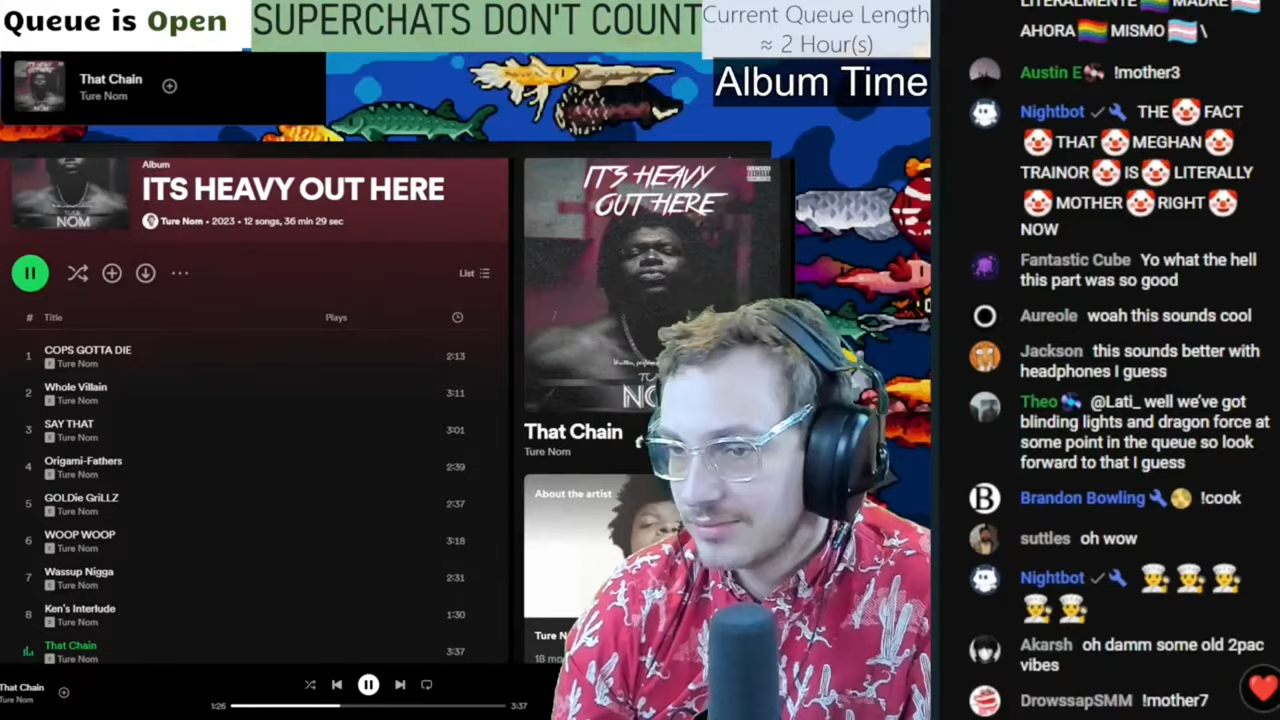 Queue is Open
SUPERCHATS DON'T COUNT
Current Queue Length
≈ 2 Hour(s)
Album Time
That Chain
Ture Nom
Album
ITS HEAVY OUT HERE
Ture Nom • 2023 • 12 songs, 36 min 29 sec
NOM
List
# Title Plays
1 COPS GOTTA DIE 2:13
E Ture Nom
2 Whole Villain 3:11
E Ture Nom
3 SAY THAT 3:01
E Ture Nom
4 Origami-Fathers 2:39
E Ture Nom
5 GOLDie GriLLZ 2:37
E Ture Nom
6 WOOP WOOP 3:18
E Ture Nom
7 Wassup Nigga 2:31
E Ture Nom
8 Ken's Interlude 1:30
E Ture Nom
That Chain 3:37
E Ture Nom
IT'S HEAVY
OUT HERE
NO
That Chain
Ture Nom
About the artist
Ture N
18 mo
That Chain
Ture Nom
1:26 3:37
LITERALMENTE 🏳️‍🌈 MADRE 🏳️‍⚧️
AHORA 🏳️‍🌈 MISMO 🏳️‍⚧️ \
Austin E !mother3
Nightbot THE 🤡 FACT
🤡 THAT 🤡 MEGHAN 🤡
TRAINOR 🤡 IS 🤡 LITERALLY
🤡 MOTHER 🤡 RIGHT 🤡
NOW
Fantastic Cube Yo what the hell
this part was so good
Aureole woah this sounds cool
Jackson this sounds better with
headphones I guess
Theo @Lati_ well we've got
blinding lights and dragon force at
some point in the queue so look
forward to that I guess
B
Brandon Bowling !cook
suttles oh wow
Nightbot 👨‍🍳 👨‍🍳 👨‍🍳
👨‍🍳 👨‍🍳
Akarsh oh damm some old 2pac
vibes
DrowssapSMM !mother7